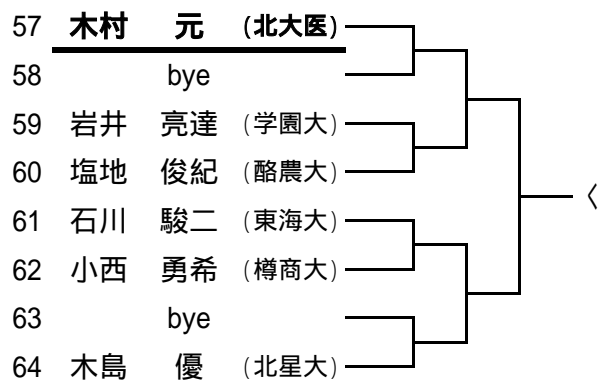 57 木村 元 (北大医)
58 bye
59 岩井 亮達 (学園大)
60 塩地 俊紀 (酪農大)
61 石川 駿二 (東海大)
62 小西 勇希 (樽商大)
63 bye
64 木島 優 (北星大)